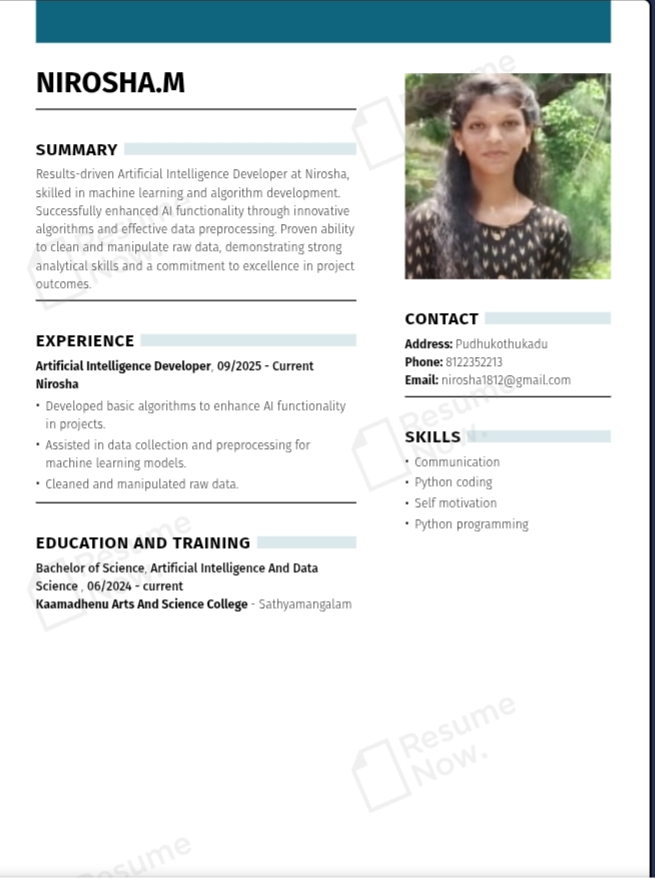 NIROSHA.M
SUMMARY
Results-driven Artificial Intelligence Developer at Nirosha,
skilled in machine learning and algorithm development.
Successfully enhanced AI functionality through innovative
algorithms and effective data preprocessing. Proven ability
to clean and manipulate raw data, demonstrating strong
analytical skills and a commitment to excellence in project
outcomes.
EXPERIENCE
Artificial Intelligence Developer, 09/2025 - Current
Nirosha
• Developed basic algorithms to enhance AI functionality
in projects.
• Assisted in data collection and preprocessing for
machine learning models.
• Cleaned and manipulated raw data.
EDUCATION AND TRAINING
Bachelor of Science, Artificial Intelligence And Data
Science , 06/2024 - current
Kaamadhenu Arts And Science College - Sathyamangalam
CONTACT
Address: Pudhukothukadu
Phone: 8122352213
Email: nirosha1812@gmail.com
SKILLS
• Communication
• Python coding
• Self motivation
• Python programming
Resume
Now.
Resume
Now.
Resume
Now.
Resume
Now.
Resume
Now.
Resume